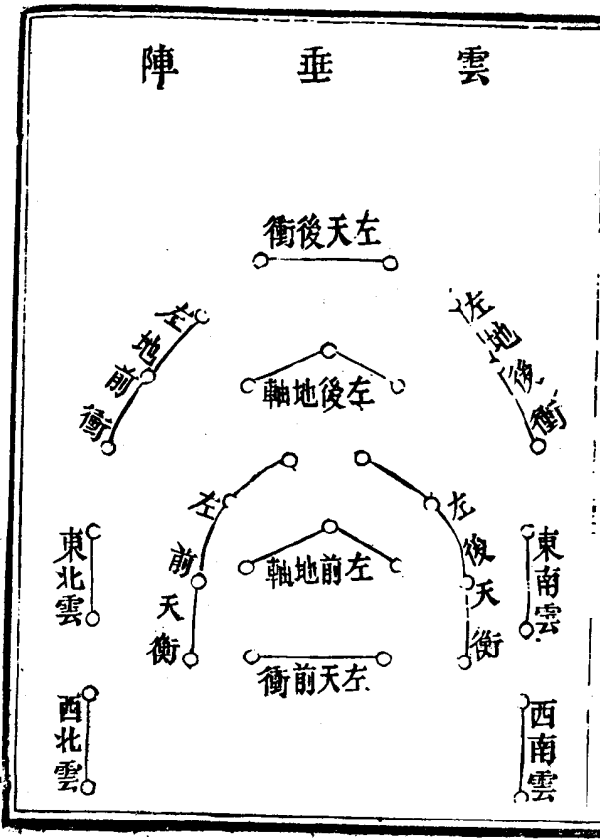 雲垂陣
左天後衝
左地後衝
左地前衝
左後地軸
左後天衡
左前天衡
左前地軸
東南雲
東北雲
左天前衝
西南雲
西北雲